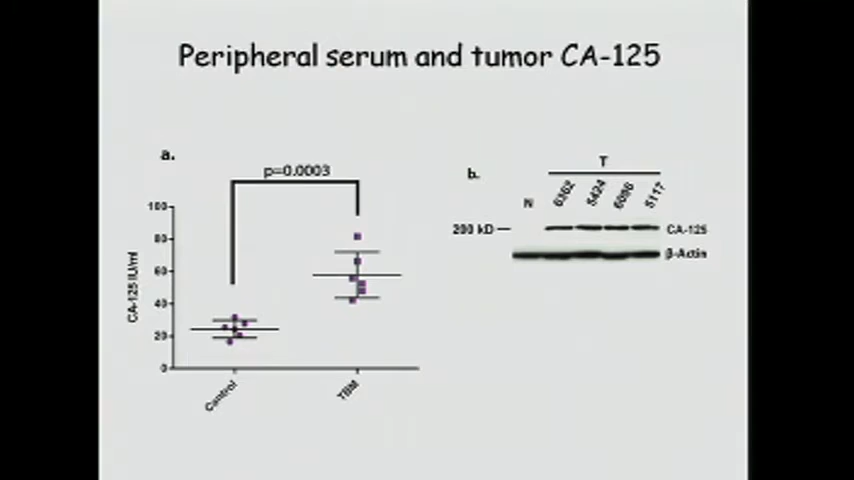 Peripheral serum and tumor CA-125
a.
p=0.0003
100
80
60
40
20
0
CA-125 IU/ml
Control
TBM
b.
T
N
6362
5424
6086
5117
200 kD
CA-125
β-Actin